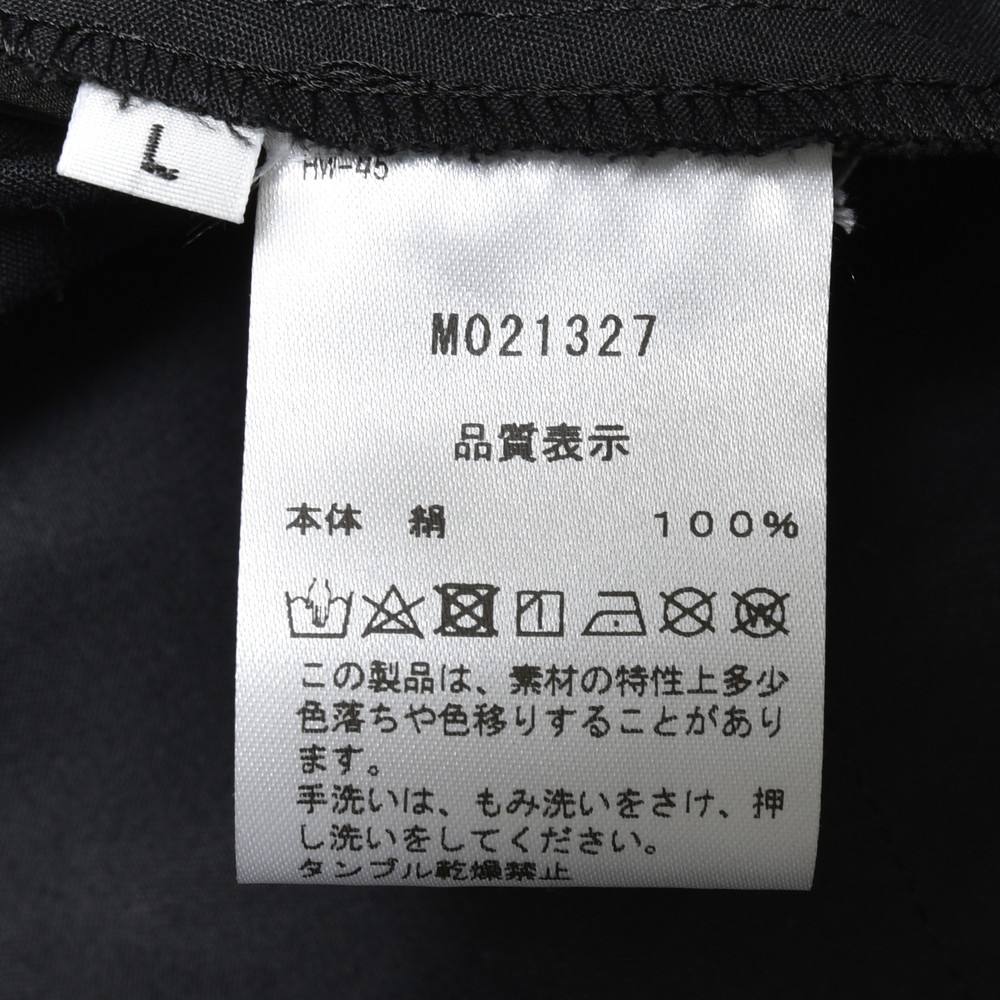 L
HW-45
M021327
品質表示
本体　絹　100%
この製品は、素材の特性上多少
色落ちや色移りすることがあり
ます。
手洗いは、もみ洗いをさけ、押
し洗いをしてください。
タンブル乾燥禁止